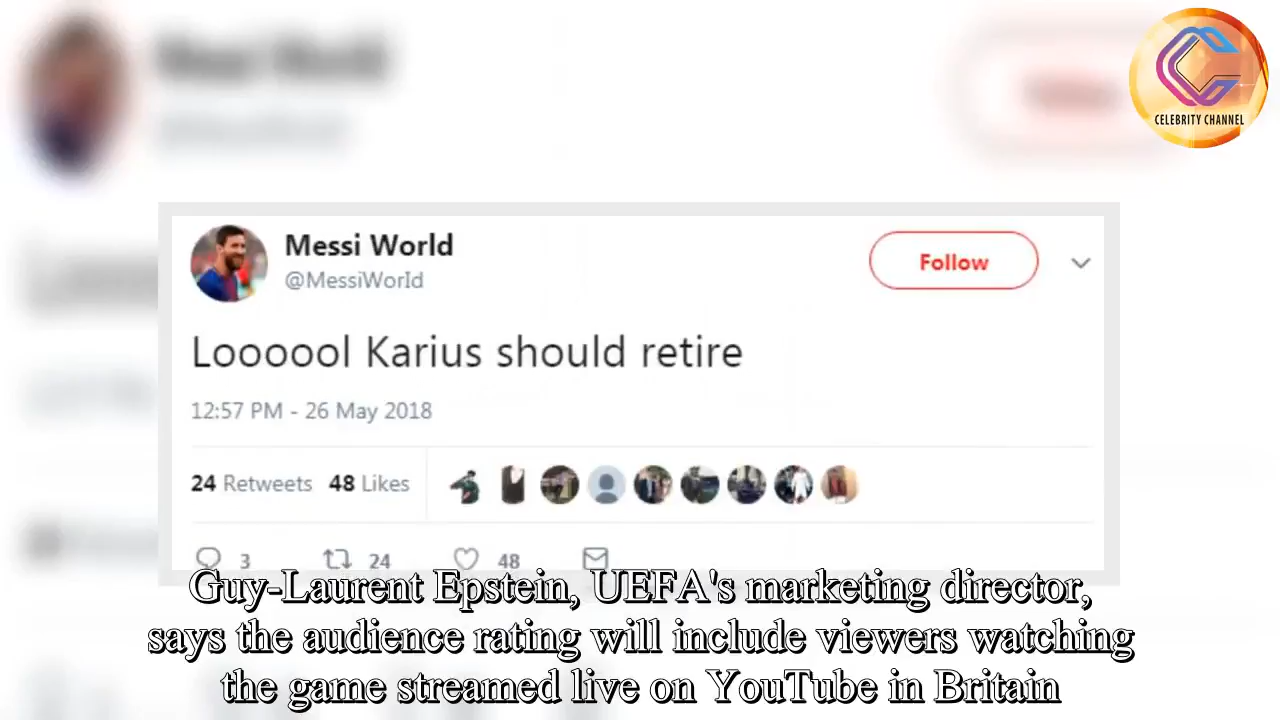 CELEBRITY CHANNEL
Messi World
@MessiWorld
Follow
Loooool Karius should retire
12:57 PM - 26 May 2018
24 Retweets 48 Likes
3 24 48
Guy-Laurent Epstein, UEFA's marketing director,
says the audience rating will include viewers watching
the game streamed live on YouTube in Britain